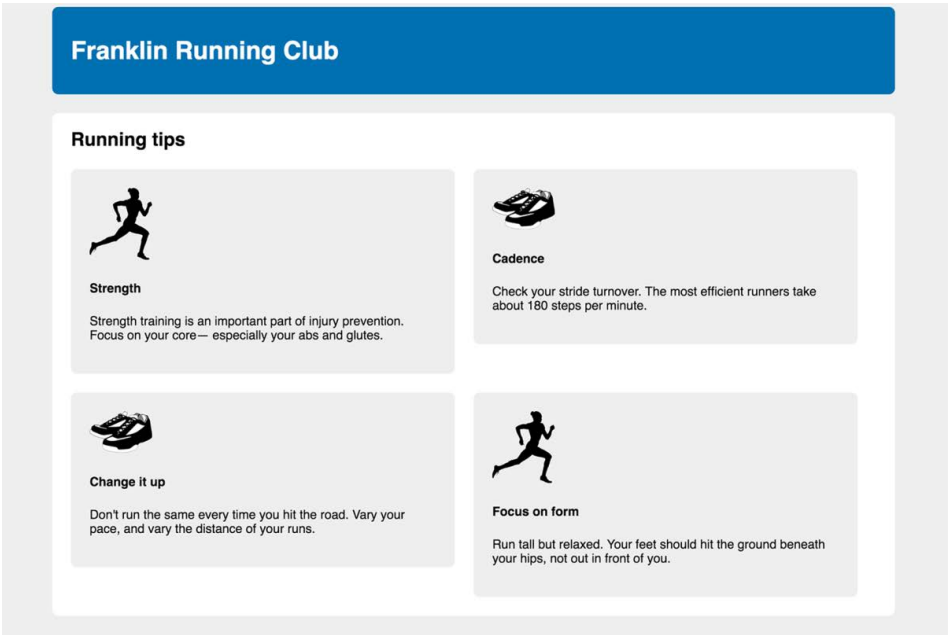 Franklin Running Club
Running tips
Strength
Strength training is an important part of injury prevention.
Focus on your core— especially your abs and glutes.
Cadence
Check your stride turnover. The most efficient runners take
about 180 steps per minute.
Change it up
Don't run the same every time you hit the road. Vary your
pace, and vary the distance of your runs.
Focus on form
Run tall but relaxed. Your feet should hit the ground beneath
your hips, not out in front of you.